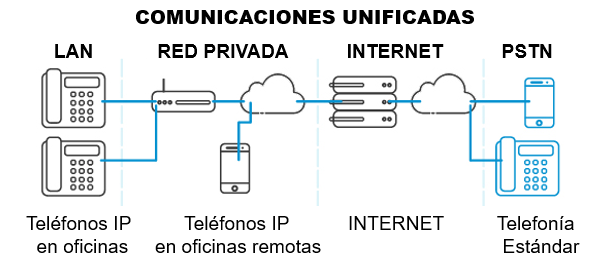 COMUNICACIONES UNIFICADAS
LAN
RED PRIVADA
INTERNET
PSTN
Teléfonos IP
en oficinas
Teléfonos IP
en oficinas remotas
INTERNET
Telefonía
Estándar